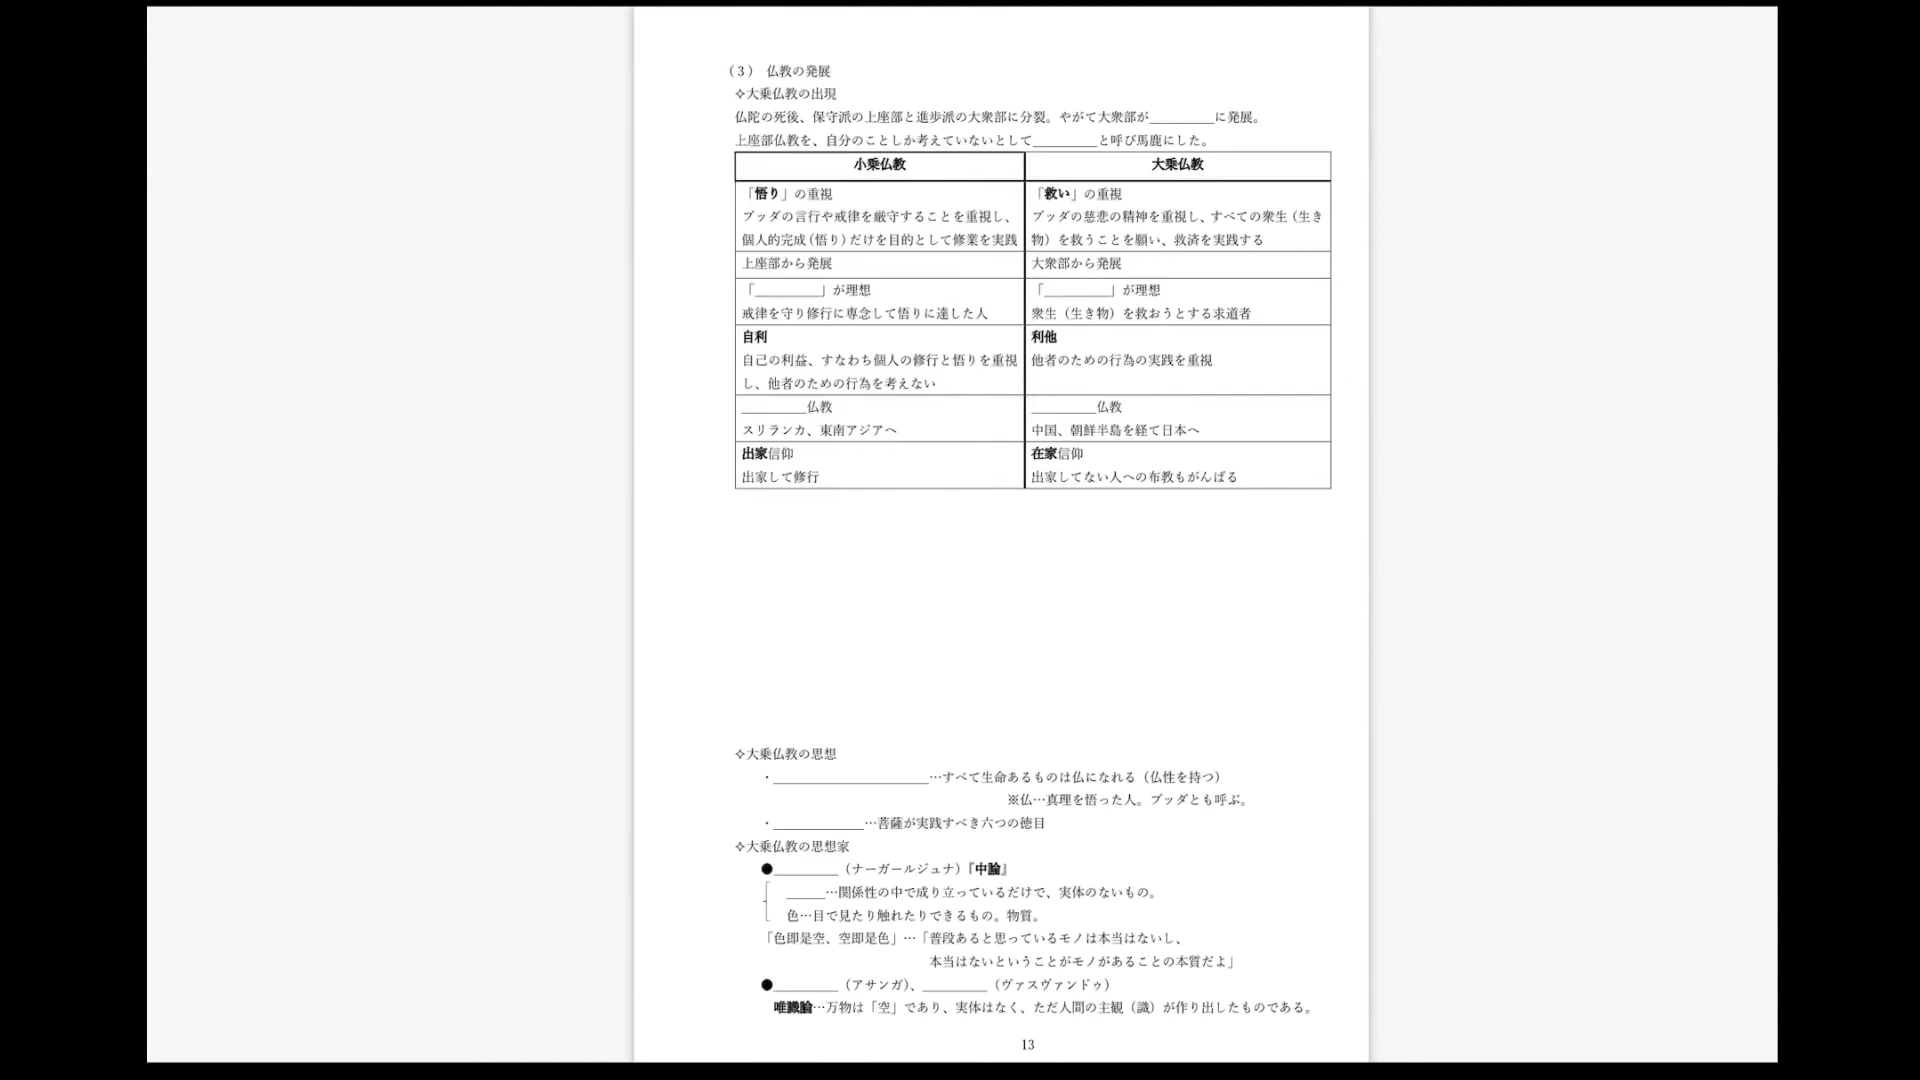 （３） 仏教の発展
✧大乗仏教の出現
仏陀の死後、保守派の上座部と進歩派の大衆部に分裂。やがて大衆部が__________に発展。
上座部仏教を、自分のことしか考えていないとして__________と呼び馬鹿にした。
小乗仏教 大乗仏教
「悟り」の重視
ブッダの言行や戒律を厳守することを重視し、
個人的完成（悟り）だけを目的として修業を実践
「救い」の重視
ブッダの慈悲の精神を重視し、すべての衆生（生き
物）を救うことを願い、救済を実践する
上座部から発展
大衆部から発展
「__________」が理想
戒律を守り修行に専念して悟りに達した人
「__________」が理想
衆生（生き物）を救おうとする求道者
自利
自己の利益、すなわち個人の修行と悟りを重視
し、他者のための行為を考えない
利他
他者のための行為の実践を重視
__________仏教
スリランカ、東南アジアへ
__________仏教
中国、朝鮮半島を経て日本へ
出家信仰
出家して修行
在家信仰
出家してない人への布教もがんばる
✧大乗仏教の思想
・________________________…すべて生命あるものは仏になれる（仏性を持つ）
※仏…真理を悟った人。ブッダとも呼ぶ。
・______________…菩薩が実践すべき六つの徳目
✧大乗仏教の思想家
●__________（ナーガールジュナ）『中論』
______…関係性の中で成り立っているだけで、実体のないもの。
色…目で見たり触れたりできるもの。物質。
「色即是空、空即是色」…「普段あると思っているモノは本当はないし、
本当はないということがモノがあることの本質だよ」
●__________（アサンガ）、__________（ヴァスヴァンドゥ）
唯識論…万物は「空」であり、実体はなく、ただ人間の主観（識）が作り出したものである。
13